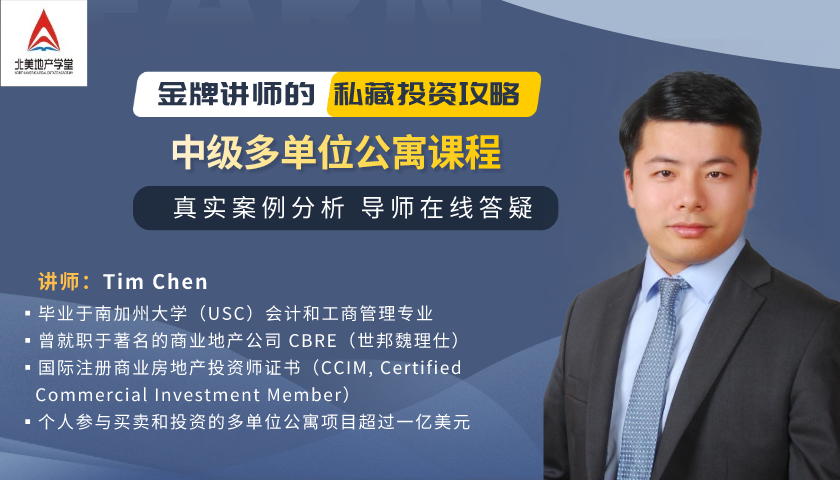 EARN
北美地产学堂
金牌讲师的 私藏投资攻略
中级多单位公寓课程
真实案例分析 导师在线答疑
讲师：Tim Chen
▪ 毕业于南加州大学（USC）会计和工商管理专业
▪ 曾就职于著名的商业地产公司 CBRE（世邦魏理仕）
▪ 国际注册商业房地产投资师证书（CCIM, Certified
Commercial Investment Member）
▪ 个人参与买卖和投资的多单位公寓项目超过一亿美元